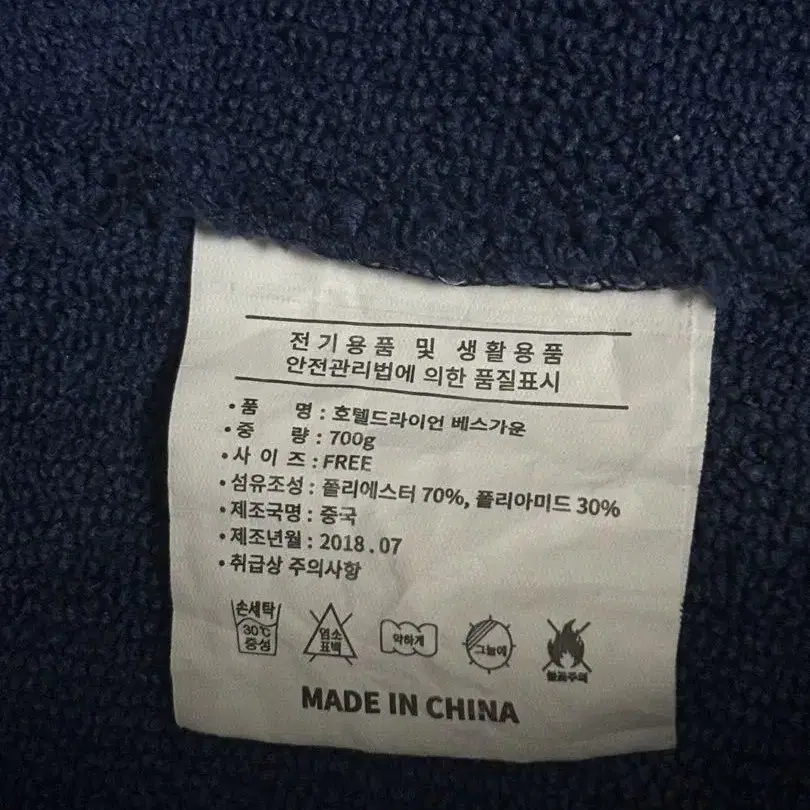 전기용품 및 생활용품
안전관리법에 의한 품질표시
•품 명 : 호텔드라이언 베스가운
•중 량 : 700g
•사 이 즈 : FREE
•섬유조성 : 폴리에스터 70%, 폴리아미드 30%
•제조국명 : 중국
•제조년월 : 2018.07
•취급상 주의사항
손세탁
30℃
중성
염소
표백
약하게
그늘에
불꽃주의
MADE IN CHINA